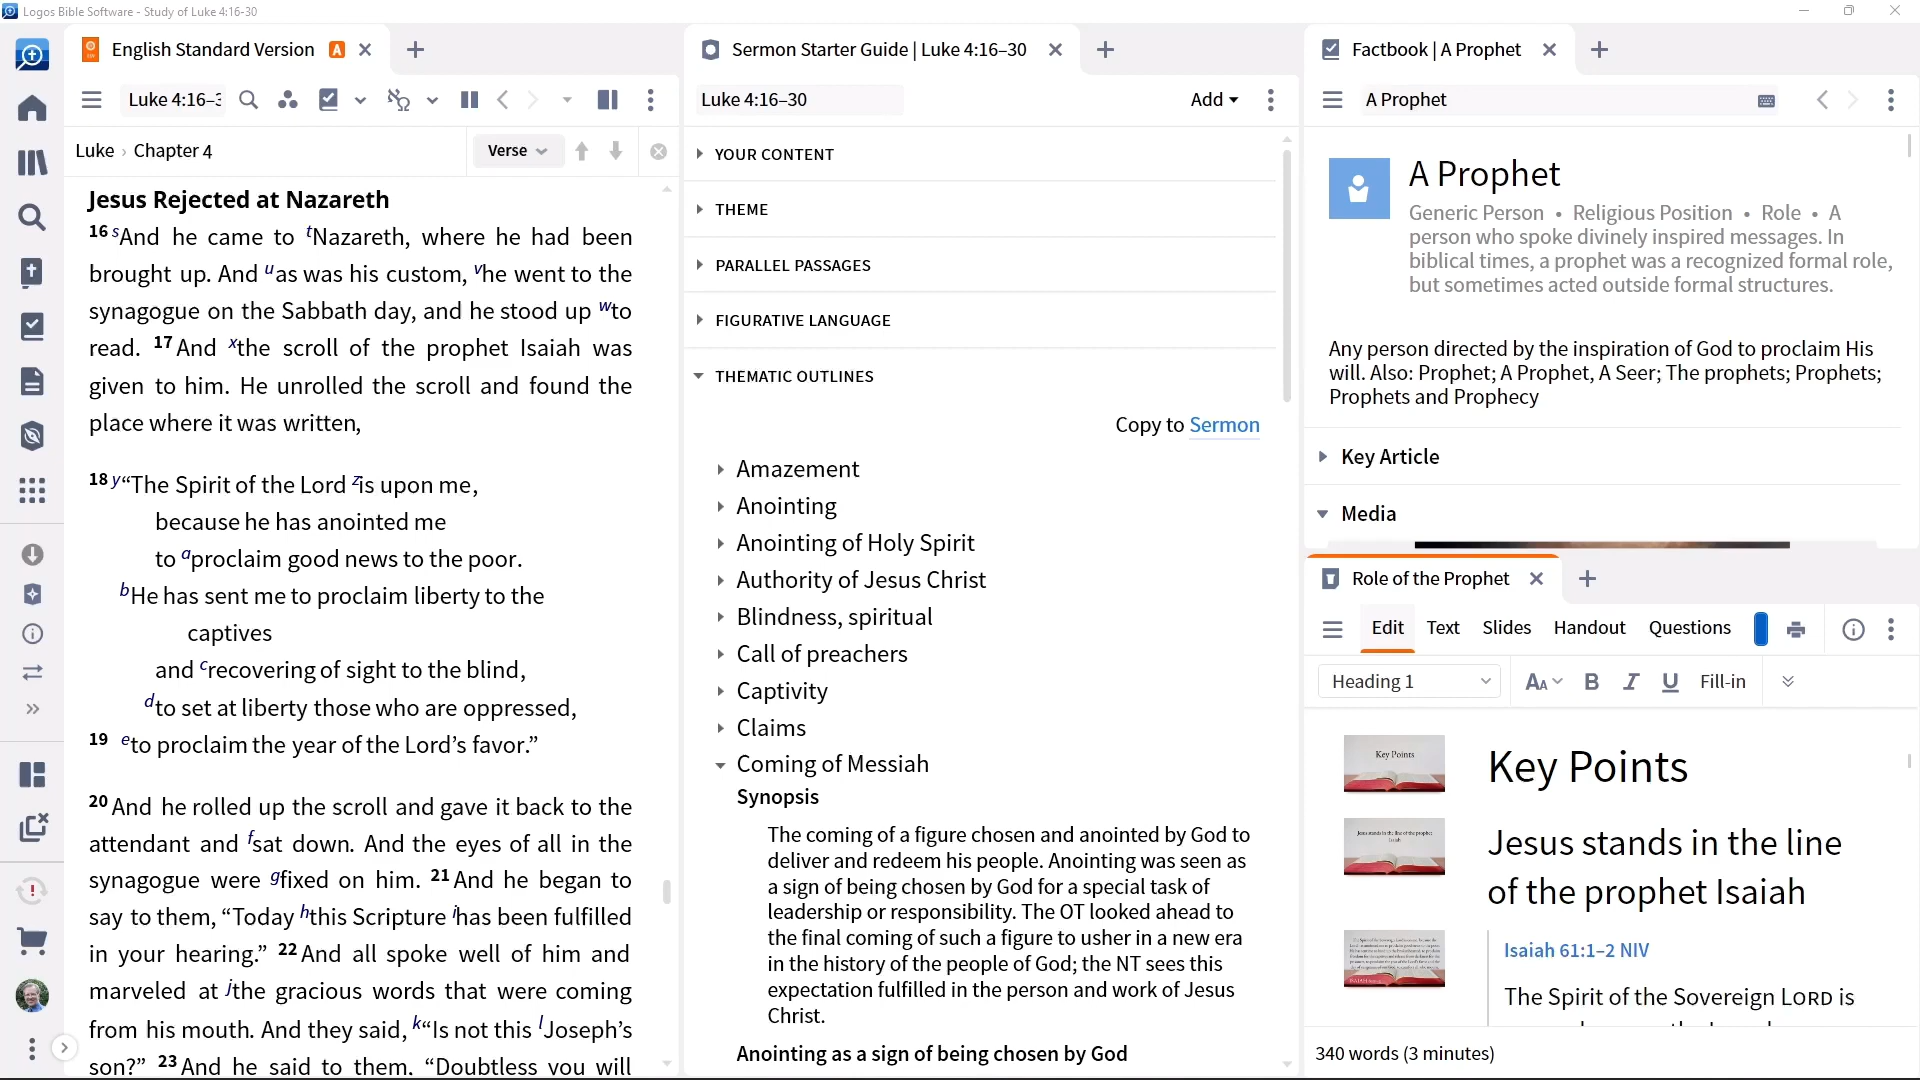 Logos Bible Software - Study of Luke 4:16-30
English Standard Version A
Luke 4:16–3
Luke › Chapter 4
Verse
Jesus Rejected at Nazareth
16 sAnd he came to tNazareth, where he had been
brought up. And uas was his custom, vhe went to the
synagogue on the Sabbath day, and he stood up wto
read. 17 And xthe scroll of the prophet Isaiah was
given to him. He unrolled the scroll and found the
place where it was written,
18 y“The Spirit of the Lord zis upon me,
because he has anointed me
to aproclaim good news to the poor.
bHe has sent me to proclaim liberty to the
captives
and crecovering of sight to the blind,
dto set at liberty those who are oppressed,
19 eto proclaim the year of the Lord’s favor.”
20 And he rolled up the scroll and gave it back to the
attendant and fsat down. And the eyes of all in the
synagogue were gfixed on him. 21 And he began to
say to them, “Today hthis Scripture ihas been fulfilled
in your hearing.” 22 And all spoke well of him and
marveled at jthe gracious words that were coming
from his mouth. And they said, k“Is not this lJoseph’s
son?” 23 And he said to them, “Doubtless you will
Sermon Starter Guide | Luke 4:16–30
Luke 4:16–30
Add
YOUR CONTENT
THEME
PARALLEL PASSAGES
FIGURATIVE LANGUAGE
THEMATIC OUTLINES
Copy to Sermon
Amazement
Anointing
Anointing of Holy Spirit
Authority of Jesus Christ
Blindness, spiritual
Call of preachers
Captivity
Claims
Coming of Messiah
Synopsis
The coming of a figure chosen and anointed by God to
deliver and redeem his people. Anointing was seen as
a sign of being chosen by God for a special task of
leadership or responsibility. The OT looked ahead to
the final coming of such a figure to usher in a new era
in the history of the people of God; the NT sees this
expectation fulfilled in the person and work of Jesus
Christ.
Anointing as a sign of being chosen by God
Factbook | A Prophet
A Prophet
A Prophet
Generic Person • Religious Position • Role • A
person who spoke divinely inspired messages. In
biblical times, a prophet was a recognized formal role,
but sometimes acted outside formal structures.
Any person directed by the inspiration of God to proclaim His
will. Also: Prophet; A Prophet, A Seer; The prophets; Prophets;
Prophets and Prophecy
Key Article
Media
Role of the Prophet
Edit Text Slides Handout Questions
Heading 1 AA B I U Fill-in
Key Points
Key Points
Jesus stands in the line of the prophet
Isaiah
Jesus stands in the line
of the prophet Isaiah
Isaiah 61:1–2 NIV
The Spirit of the Sovereign LORD is
340 words (3 minutes)